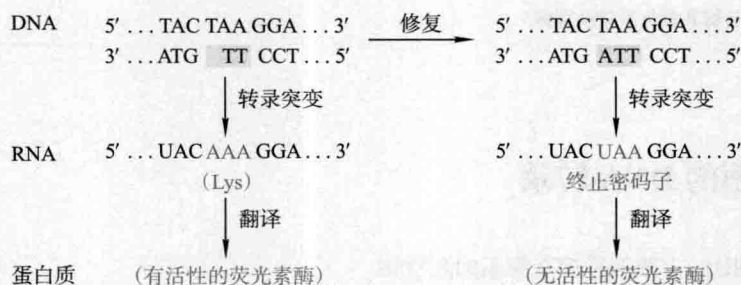 DNA 5′ ... TAC TAA GGA ... 3′ 修复 5′ ... TAC TAA GGA ... 3′
3′ ... ATG TT CCT ... 5′ 3′ ... ATG ATT CCT ... 5′
转录突变 转录突变
RNA 5′ ... UAC AAA GGA ... 3′ 5′ ... UAC UAA GGA ... 3′
(Lys) 终止密码子
翻译 翻译
蛋白质 (有活性的荧光素酶) (无活性的荧光素酶)